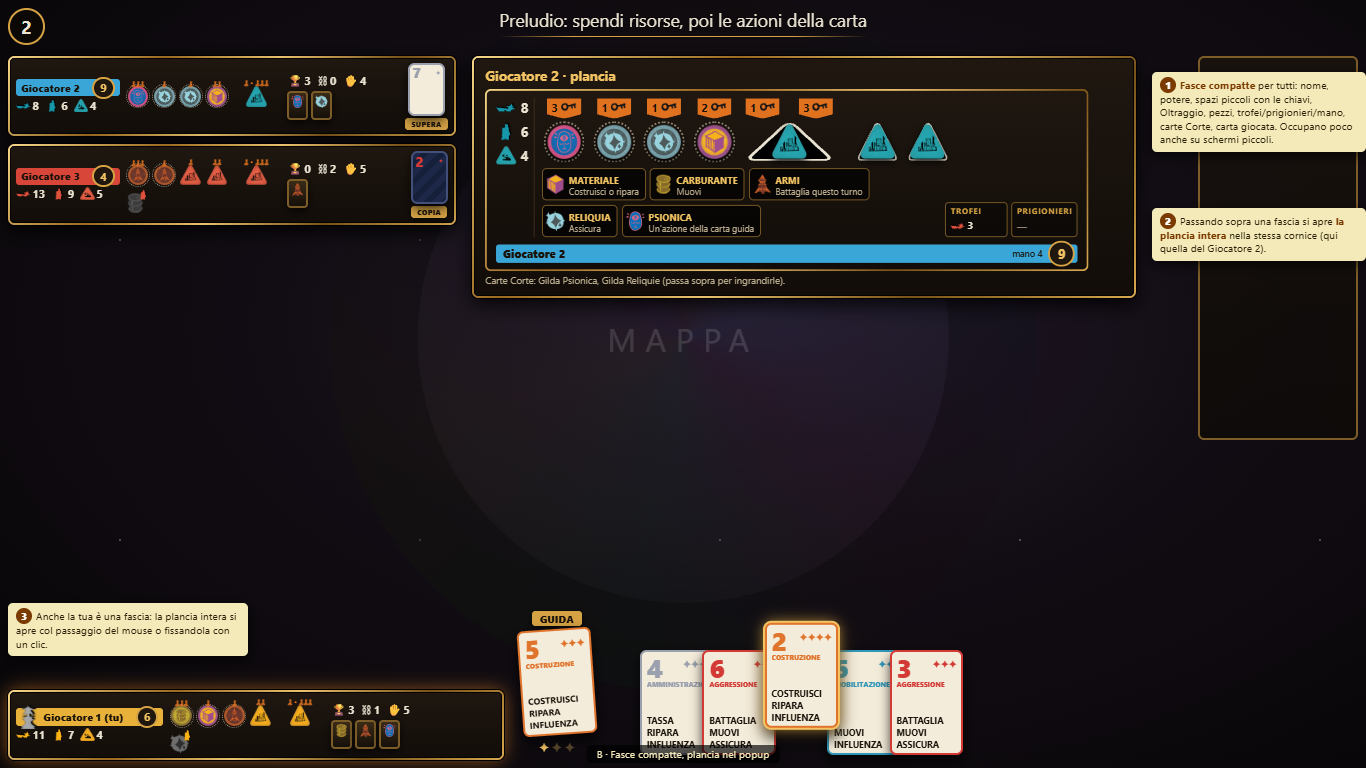 2
Preludio: spendi risorse, poi le azioni della carta
Giocatore 2 9
8 6 4
3 0 4
7
SUPERA
Giocatore 3 4
13 9 5
0 2 5
2
COPIA
Giocatore 2 · plancia
8
6
4
3 1 1 2 1 3
MATERIALE
Costruisci o ripara
CARBURANTE
Muovi
ARMI
Battaglia questo turno
RELIQUIA
Assicura
PSIONICA
Un'azione della carta guida
TROFEI
3
PRIGIONIERI
—
Giocatore 2 mano 4 9
Carte Corte: Gilda Psionica, Gilda Reliquie (passa sopra per ingrandirle).
1 Fasce compatte per tutti: nome,
potere, spazi piccoli con le chiavi,
Oltraggio, pezzi, trofei/prigionieri/mano,
carte Corte, carta giocata. Occupano poco
anche su schermi piccoli.
2 Passando sopra una fascia si apre la
plancia intera nella stessa cornice (qui
quella del Giocatore 2).
MAPPA
3 Anche la tua è una fascia: la plancia intera si
apre col passaggio del mouse o fissandola con
un clic.
Giocatore 1 (tu) 6
11 7 4
3 1 5
GUIDA
5
COSTRUZIONE
COSTRUISCI
RIPARA
INFLUENZA
4
AMMINISTRAZI
TASSA
RIPARA
INFLUENZA
6
AGGRESSIONE
BATTAGLIA
MUOVI
ASSICURA
2
COSTRUZIONE
COSTRUISCI
RIPARA
INFLUENZA
5
OBILITAZIONE
MUOVI
INFLUENZA
3
AGGRESSIONE
BATTAGLIA
MUOVI
ASSICURA
B · Fasce compatte, plancia nel popup